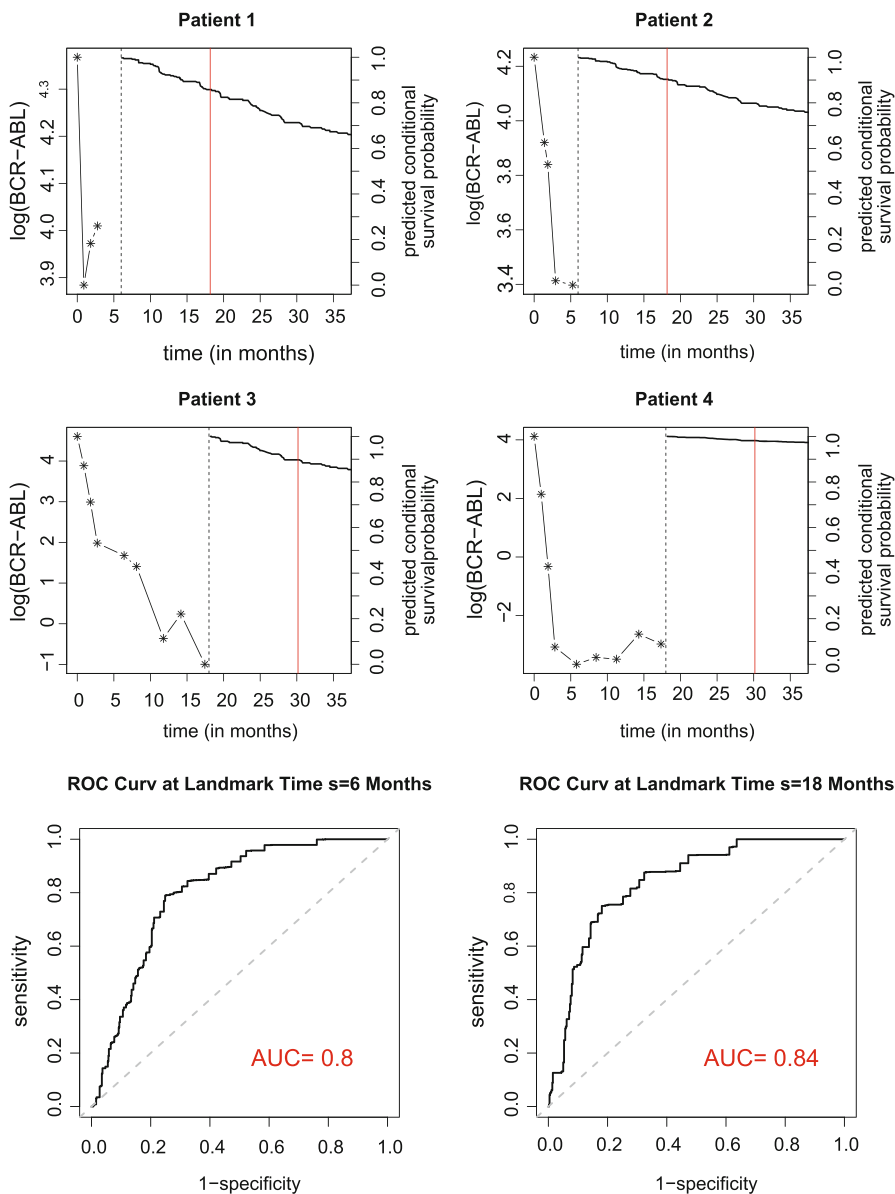 Patient 1
log(BCR−ABL)
3.9 4.0 4.1 4.2 4.3
0.0 0.2 0.4 0.6 0.8 1.0
predicted conditional
survival probability
0 5 10 15 20 25 30 35
time (in months)
Patient 2
log(BCR−ABL)
3.4 3.6 3.8 4.0 4.2
0.0 0.2 0.4 0.6 0.8 1.0
predicted conditional
survival probability
0 5 10 15 20 25 30 35
time (in months)
Patient 3
log(BCR−ABL)
−1 0 1 2 3 4
0.0 0.2 0.4 0.6 0.8 1.0
predicted conditional
survivalprobability
0 5 10 15 20 25 30 35
time (in months)
Patient 4
log(BCR−ABL)
−2 0 2 4
0.0 0.2 0.4 0.6 0.8 1.0
predicted conditional
survival probability
0 5 10 15 20 25 30 35
time (in months)
ROC Curv at Landmark Time s=6 Months
sensitivity
0.0 0.2 0.4 0.6 0.8 1.0
AUC= 0.8
0.0 0.2 0.4 0.6 0.8 1.0
1−specificity
ROC Curv at Landmark Time s=18 Months
sensitivity
0.0 0.2 0.4 0.6 0.8 1.0
AUC= 0.84
0.0 0.2 0.4 0.6 0.8 1.0
1−specificity